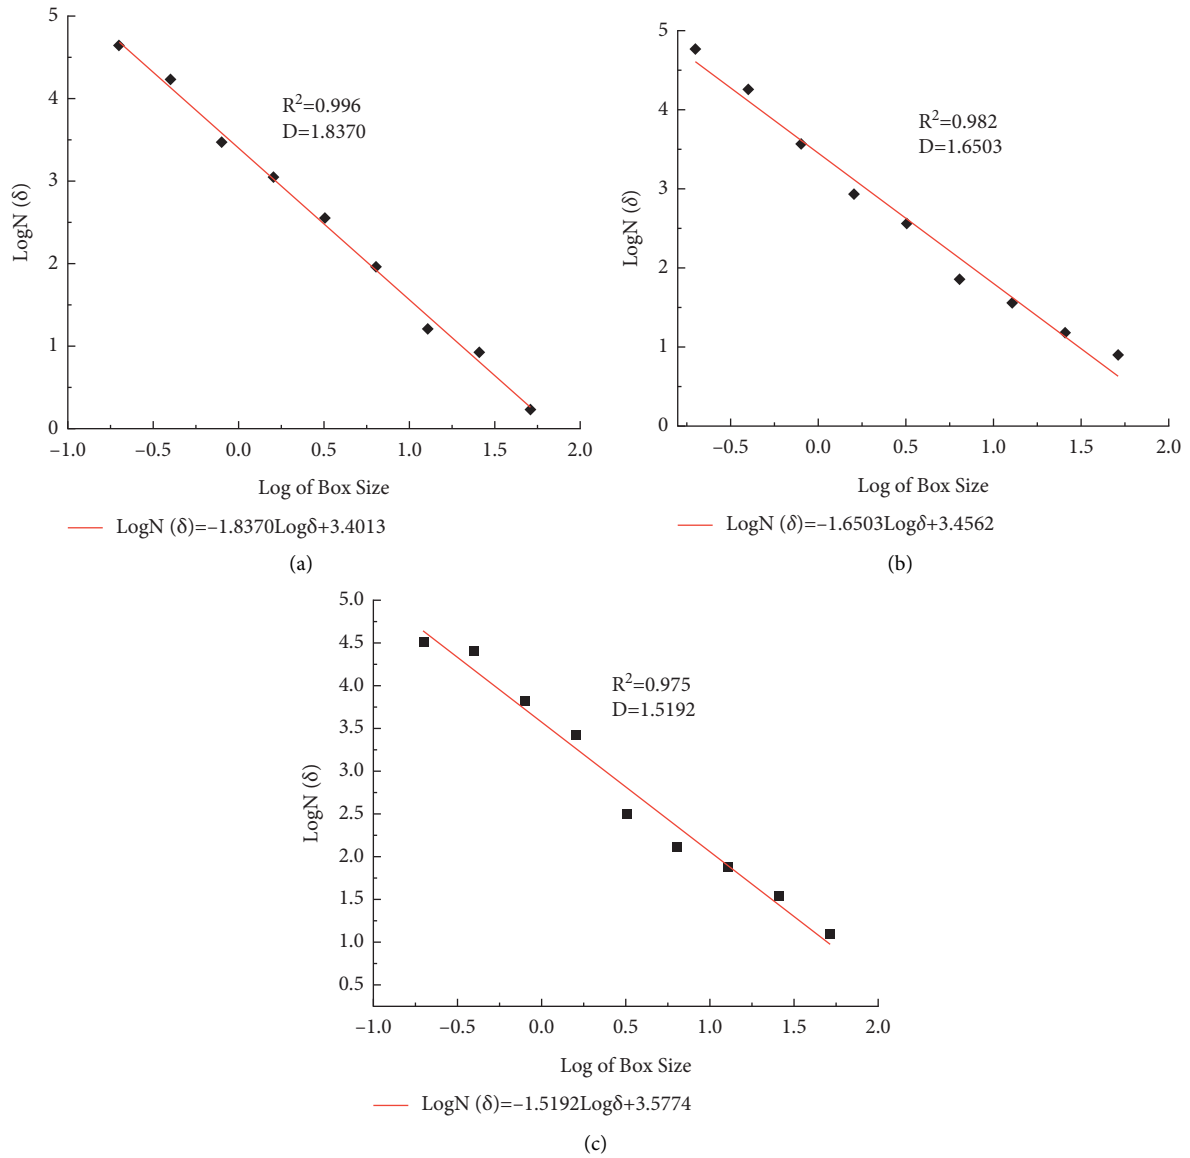 5
4
3
2
1
0
LogN (δ)
R²=0.996
D=1.8370
–1.0 –0.5 0.0 0.5 1.0 1.5 2.0
Log of Box Size
LogN (δ)=–1.8370Logδ+3.4013
(a)
5
4
3
2
1
0
LogN (δ)
R²=0.982
D=1.6503
–0.5 0.0 0.5 1.0 1.5 2.0
Log of Box Size
LogN (δ)=–1.6503Logδ+3.4562
(b)
5.0
4.5
4.0
3.5
3.0
2.5
2.0
1.5
1.0
0.5
LogN (δ)
R²=0.975
D=1.5192
–1.0 –0.5 0.0 0.5 1.0 1.5 2.0
Log of Box Size
LogN (δ)=–1.5192Logδ+3.5774
(c)